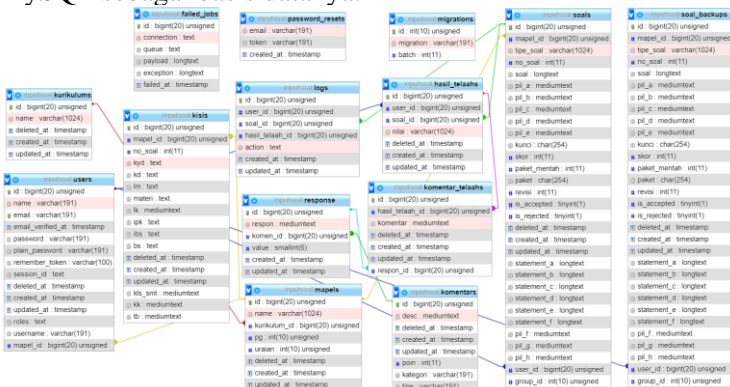 inputsoal failed_jobs
id : bigint(20) unsigned
connection : text
queue : text
payload : longtext
exception : longtext
failed_at : timestamp
inputsoal password_resets
email : varchar(191)
token : varchar(191)
created_at : timestamp
inputsoal migrations
id : int(10) unsigned
migration : varchar(191)
batch : int(11)
inputsoal soals
id : bigint(20) unsigned
mapel_id : bigint(20) unsigned
tipe_soal : varchar(1024)
no_soal : int(11)
soal : longtext
pil_a : mediumtext
pil_b : mediumtext
pil_c : mediumtext
pil_d : mediumtext
pil_e : mediumtext
kunci : char(254)
skor : int(11)
paket_mentah : int(11)
paket : char(254)
revisi : int(11)
is_accepted : tinyint(1)
is_rejected : tinyint(1)
deleted_at : timestamp
created_at : timestamp
updated_at : timestamp
statement_a : longtext
statement_b : longtext
statement_c : longtext
statement_d : longtext
statement_e : longtext
statement_f : longtext
pil_f : mediumtext
pil_g : mediumtext
pil_h : mediumtext
user_id : bigint(20) unsigned
group_id : int(10) unsigned
inputsoal soal_backups
id : bigint(20) unsigned
mapel_id : bigint(20) unsigned
tipe_soal : varchar(1024)
no_soal : int(11)
soal : longtext
pil_a : mediumtext
pil_b : mediumtext
pil_c : mediumtext
pil_d : mediumtext
pil_e : mediumtext
kunci : char(254)
skor : int(11)
paket_mentah : int(11)
paket : char(254)
revisi : int(11)
is_accepted : tinyint(1)
is_rejected : tinyint(1)
deleted_at : timestamp
created_at : timestamp
updated_at : timestamp
statement_a : longtext
statement_b : longtext
statement_c : longtext
statement_d : longtext
statement_e : longtext
statement_f : longtext
pil_f : mediumtext
pil_g : mediumtext
pil_h : mediumtext
user_id : bigint(20) unsigned
group_id : int(10) unsigned
inputsoal kurikulums
id : bigint(20) unsigned
name : varchar(1024)
deleted_at : timestamp
created_at : timestamp
updated_at : timestamp
inputsoal kisis
id : bigint(20) unsigned
mapel_id : bigint(20) unsigned
no_soal : int(11)
kyd : text
kd : text
lm : text
materi : text
lk : mediumtext
ipk : text
ibs : text
bs : text
deleted_at : timestamp
created_at : timestamp
updated_at : timestamp
kls_smt : mediumtext
kk : mediumtext
tb : mediumtext
inputsoal logs
id : bigint(20) unsigned
user_id : bigint(20) unsigned
soal_id : bigint(20) unsigned
hasil_telaah_id : bigint(20) unsigned
action : text
created_at : timestamp
updated_at : timestamp
inputsoal hasil_telaahs
id : bigint(20) unsigned
user_id : bigint(20) unsigned
soal_id : bigint(20) unsigned
nilai : varchar(1024)
deleted_at : timestamp
created_at : timestamp
updated_at : timestamp
inputsoal users
id : bigint(20) unsigned
name : varchar(191)
email : varchar(191)
email_verified_at : timestamp
password : varchar(191)
plain_password : varchar(191)
remember_token : varchar(100)
session_id : text
deleted_at : timestamp
created_at : timestamp
updated_at : timestamp
roles : text
username : varchar(191)
mapel_id : bigint(20) unsigned
inputsoal response
id : bigint(20) unsigned
respon : mediumtext
komen_id : bigint(20) unsigned
value : smallint(6)
created_at : timestamp
updated_at : timestamp
inputsoal komentar_telaahs
id : bigint(20) unsigned
hasil_telaah_id : bigint(20) unsigned
komentar : mediumtext
deleted_at : timestamp
created_at : timestamp
updated_at : timestamp
respon_id : bigint(20) unsigned
inputsoal mapels
id : bigint(20) unsigned
name : varchar(1024)
kurikulum_id : bigint(20) unsigned
pg : int(10) unsigned
uraian : int(10) unsigned
deleted_at : timestamp
created_at : timestamp
updated_at : timestamp
inputsoal komentars
id : bigint(20) unsigned
desc : mediumtext
deleted_at : timestamp
created_at : timestamp
updated_at : timestamp
poin : int(11)
kategori : varchar(191)